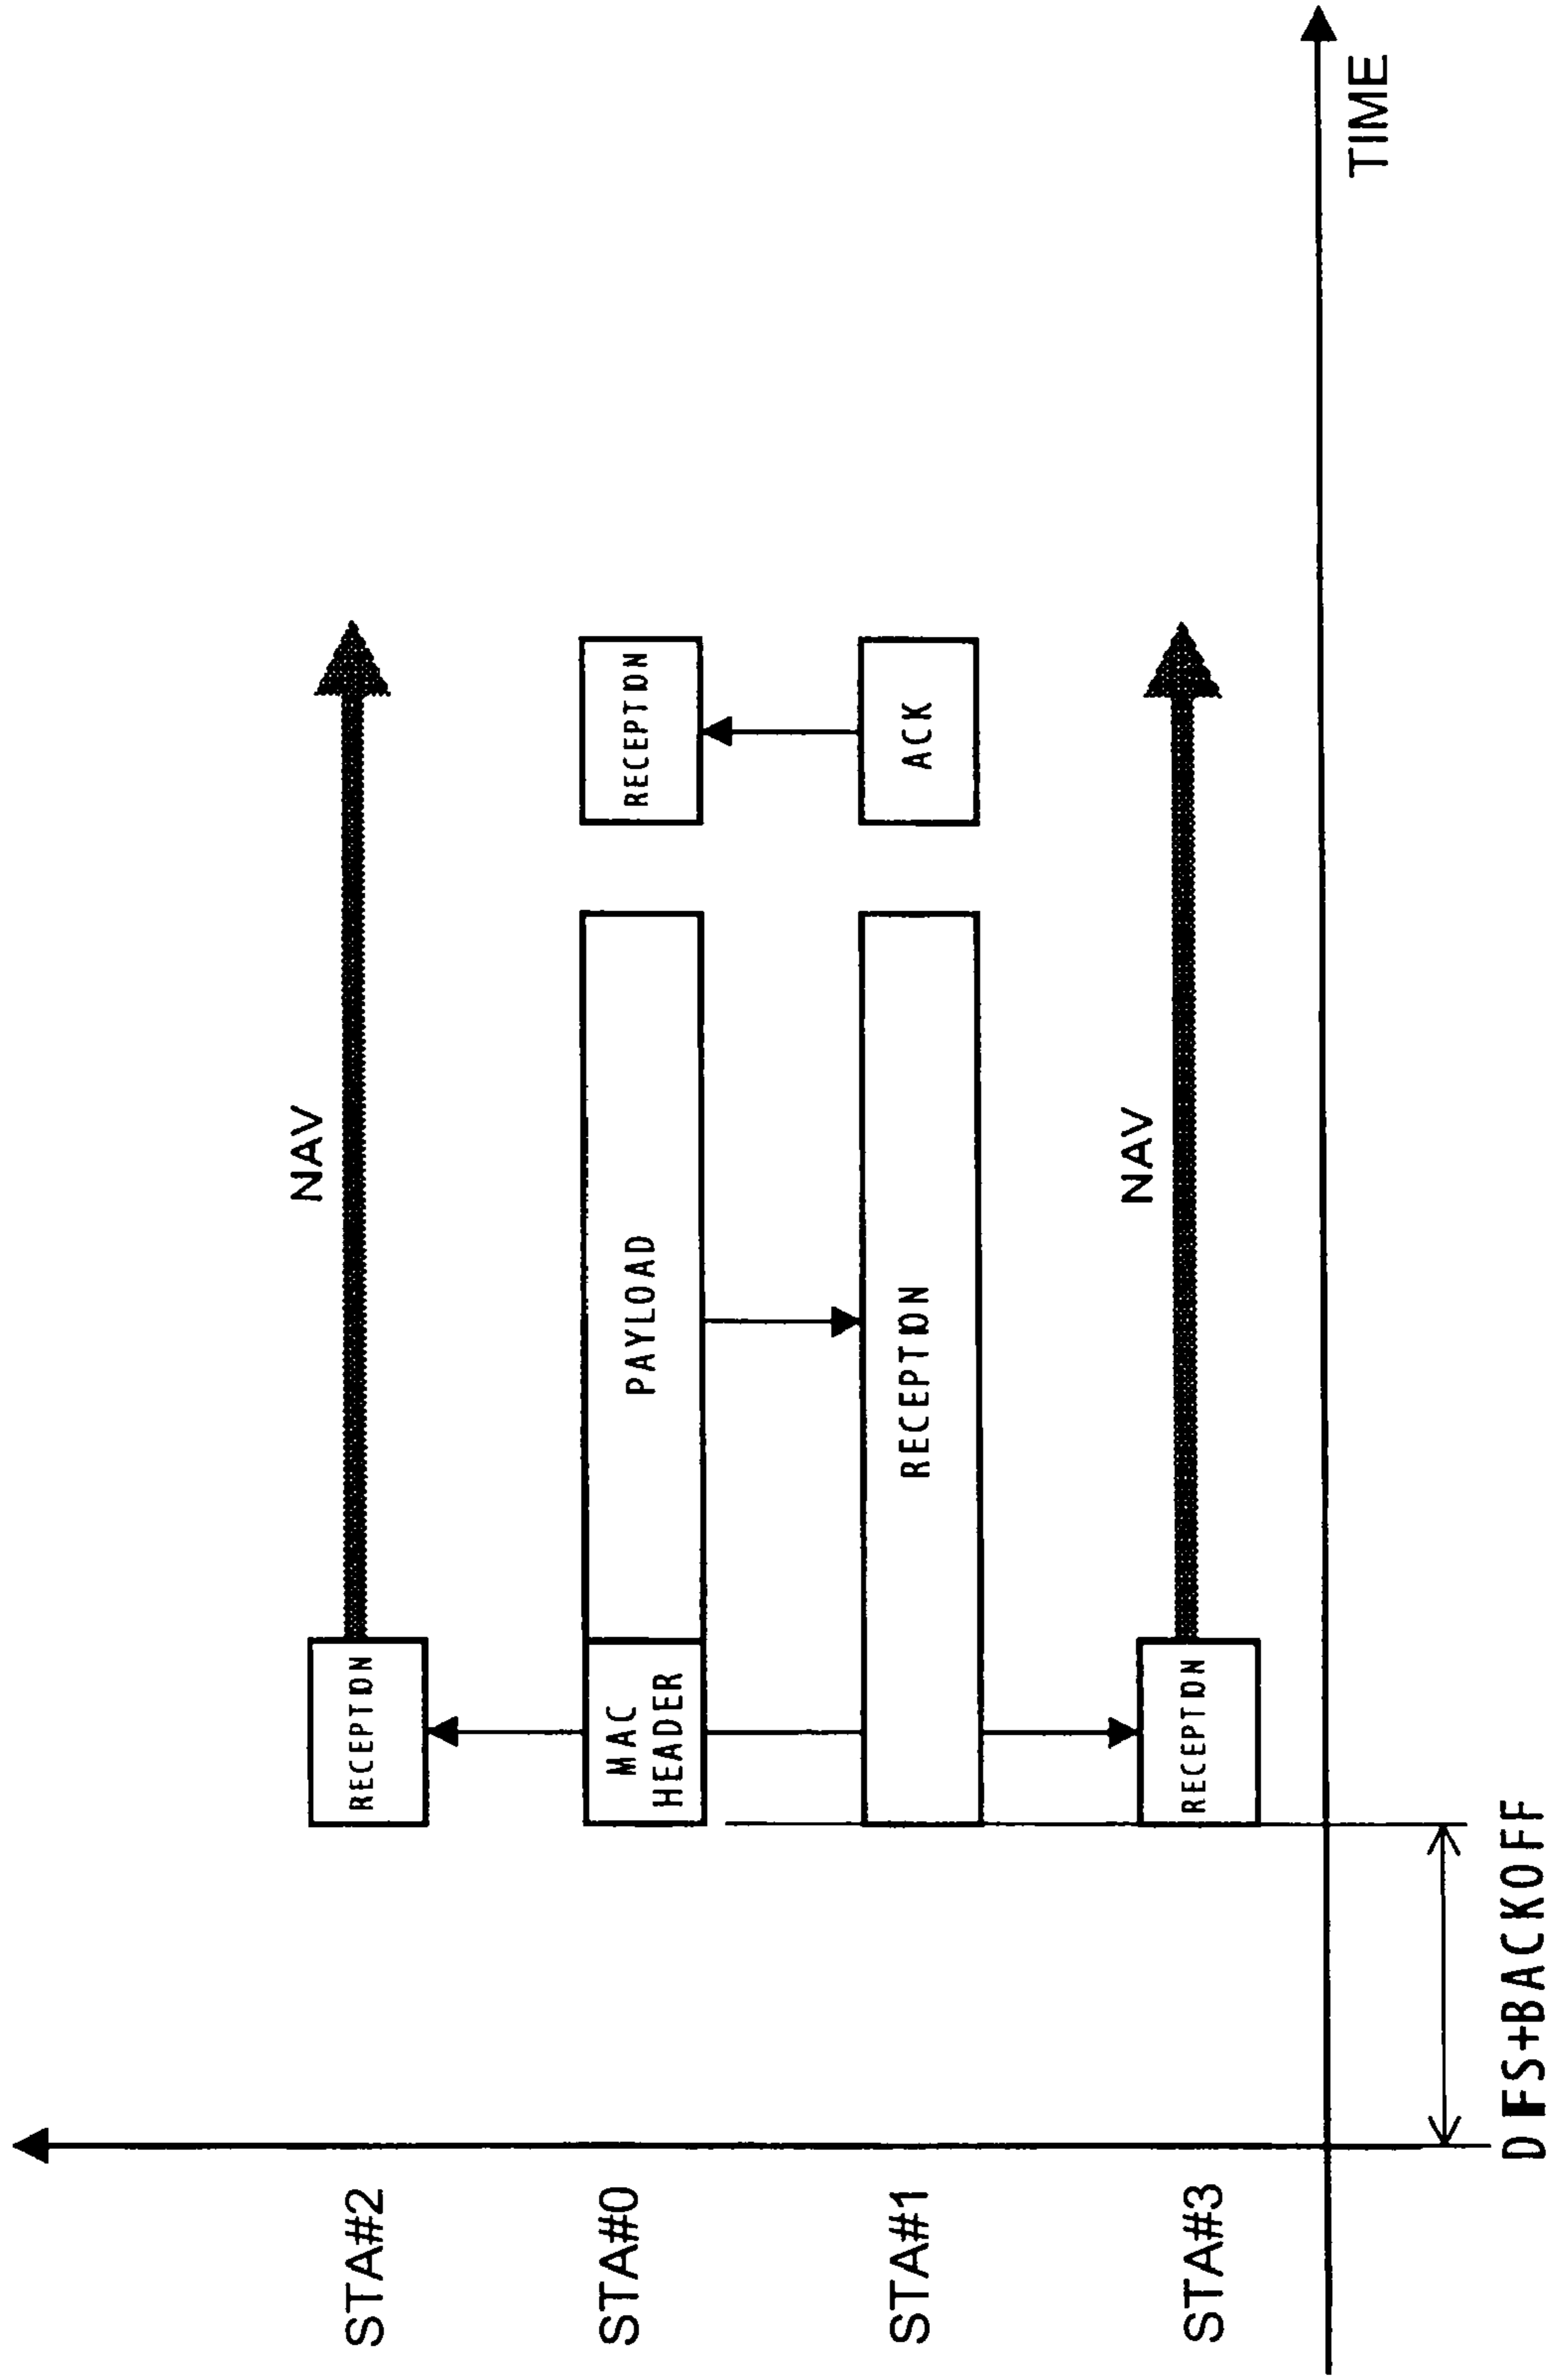 STA#2
RECEPTION
NAV
STA#0
MAC
HEADER
PAYLOAD
RECEPTION
STA#1
RECEPTION
ACK
STA#3
RECEPTION
NAV
TIME
DIFS+BACKOFF